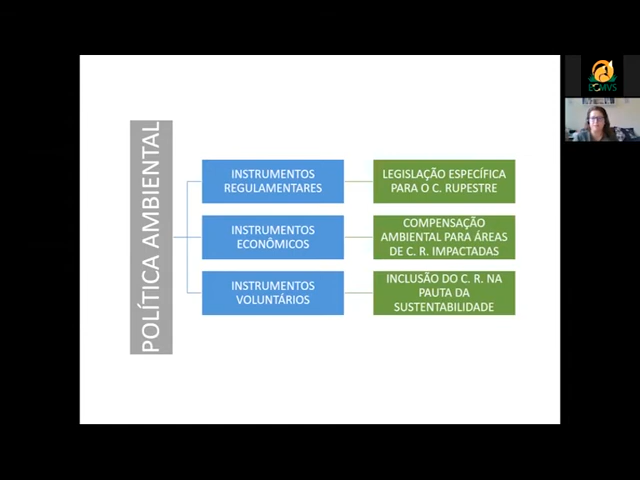 POLÍTICA AMBIENTAL
INSTRUMENTOS
REGULAMENTARES
LEGISLAÇÃO ESPECÍFICA
PARA O C. RUPESTRE
INSTRUMENTOS
ECONÔMICOS
COMPENSAÇÃO
AMBIENTAL PARA ÁREAS
DE C. R. IMPACTADAS
INSTRUMENTOS
VOLUNTÁRIOS
INCLUSÃO DO C. R. NA
PAUTA DA
SUSTENTABILIDADE